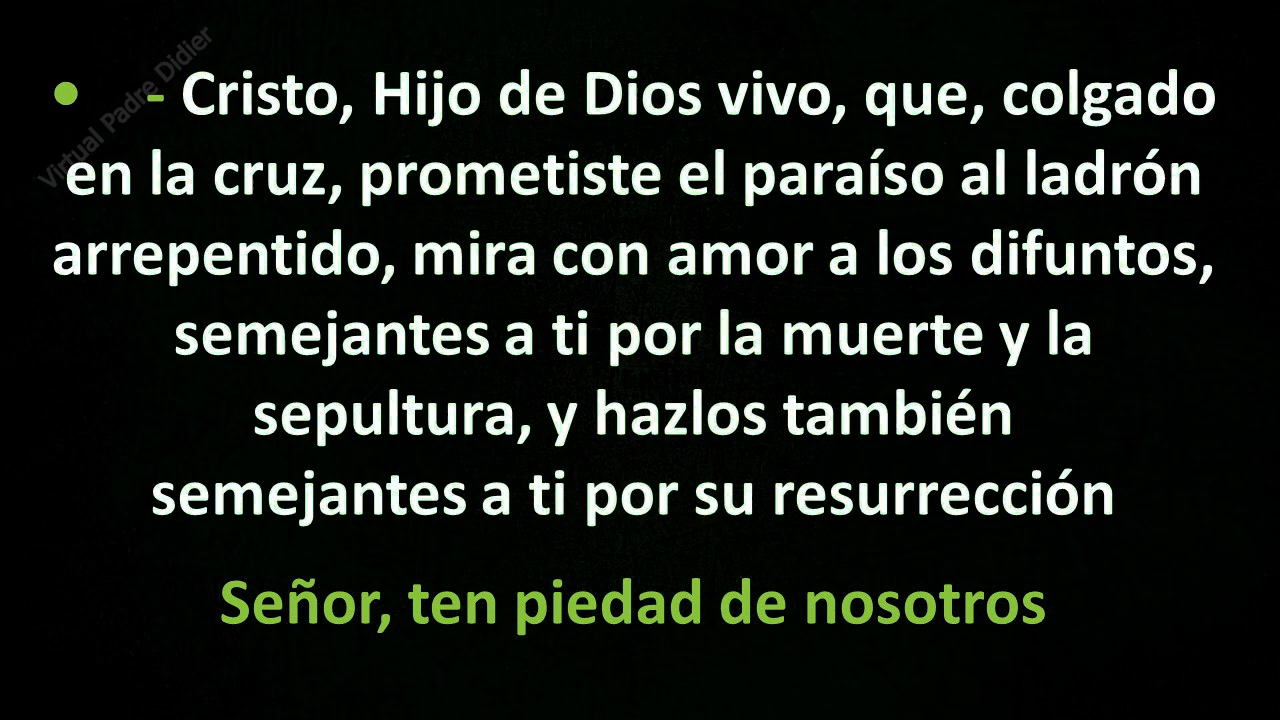 Virtual Padre Didier
• - Cristo, Hijo de Dios vivo, que, colgado
en la cruz, prometiste el paraíso al ladrón
arrepentido, mira con amor a los difuntos,
semejantes a ti por la muerte y la
sepultura, y hazlos también
semejantes a ti por su resurrección
Señor, ten piedad de nosotros